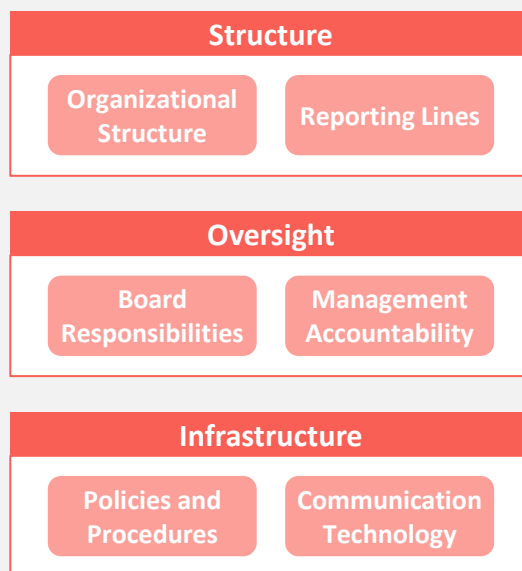 Structure
Organizational
Structure
Reporting Lines
Oversight
Board
Responsibilities
Management
Accountability
Infrastructure
Policies and
Procedures
Communication
Technology